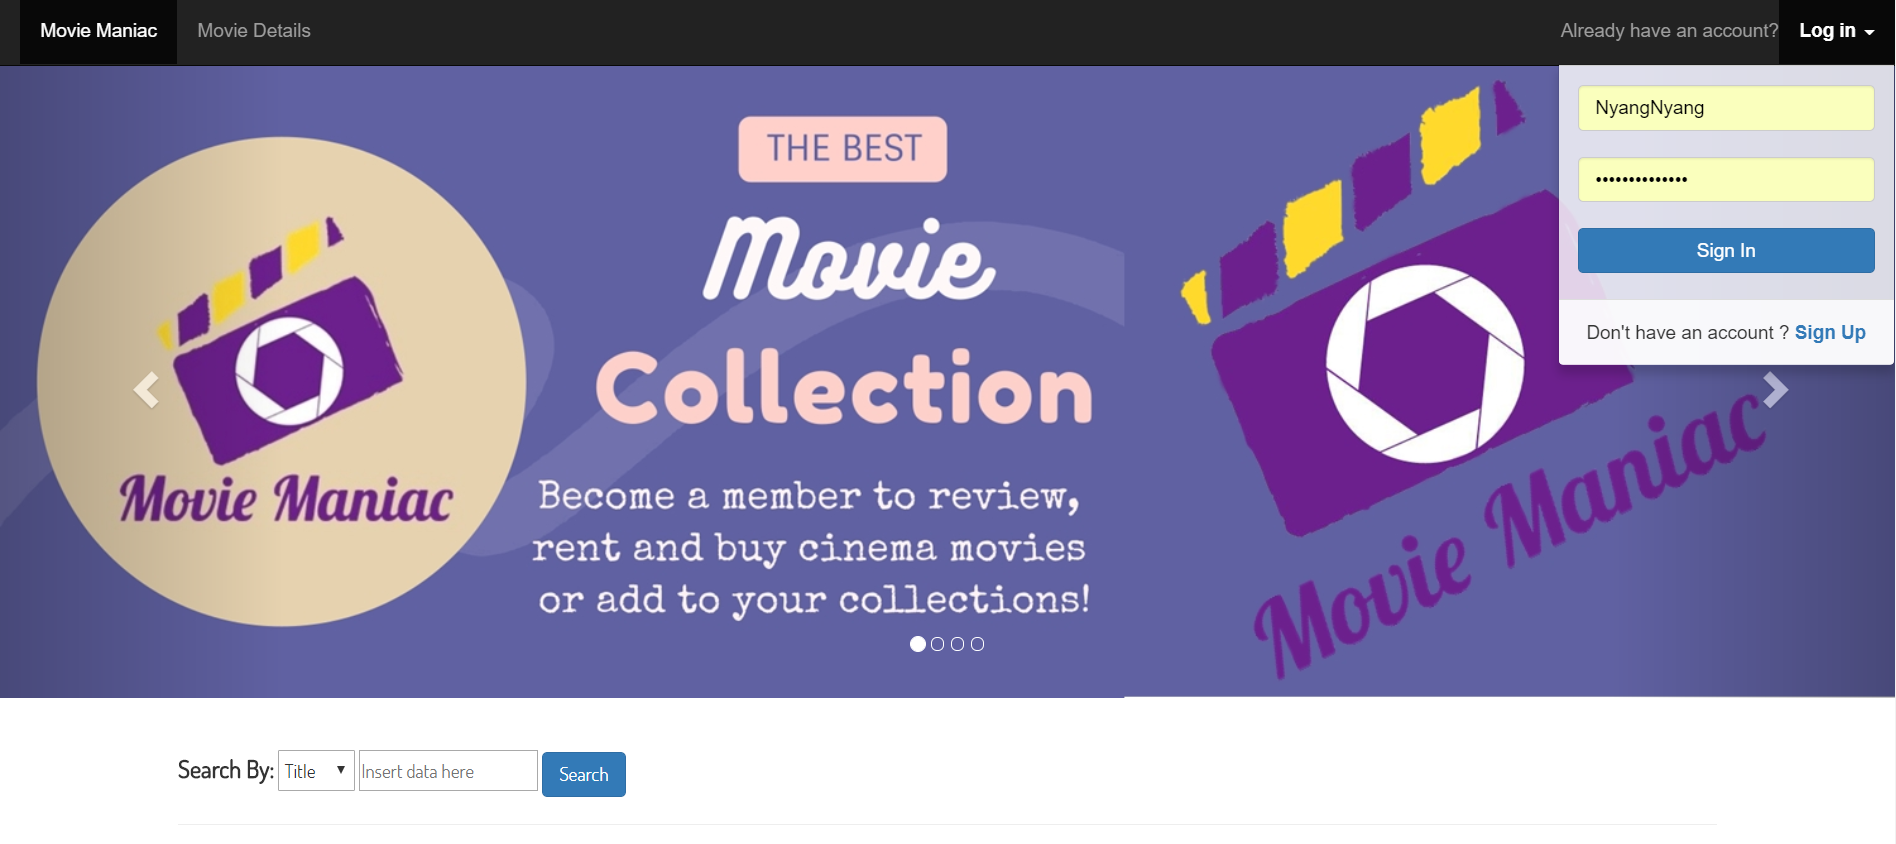 Movie Maniac
Movie Details
Already have an account?
Log in
NyangNyang
••••••••••••••
Sign In
Don't have an account ? Sign Up
THE BEST
Movie
Collection
Become a member to review,
rent and buy cinema movies
or add to your collections!
Movie Maniac
Movie Maniac
Search By: Title Insert data here Search